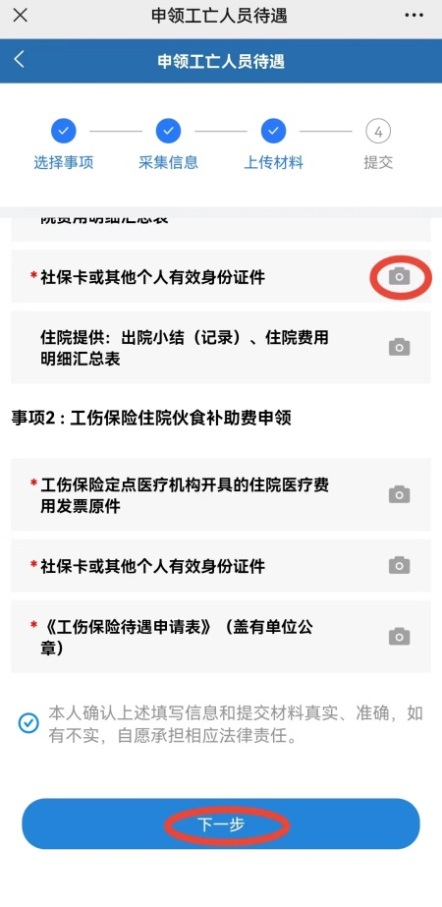 申领工亡人员待遇
申领工亡人员待遇
4
选择事项
采集信息
上传材料
提交
院费用明细汇总表
*社保卡或其他个人有效身份证件
住院提供：出院小结（记录）、住院费用
明细汇总表
事项2：工伤保险住院伙食补助费申领
*工伤保险定点医疗机构开具的住院医疗费
用发票原件
*社保卡或其他个人有效身份证件
*《工伤保险待遇申请表》（盖有单位公
章）
本人确认上述填写信息和提交材料真实、准确，如
有不实，自愿承担相应法律责任。
下一步